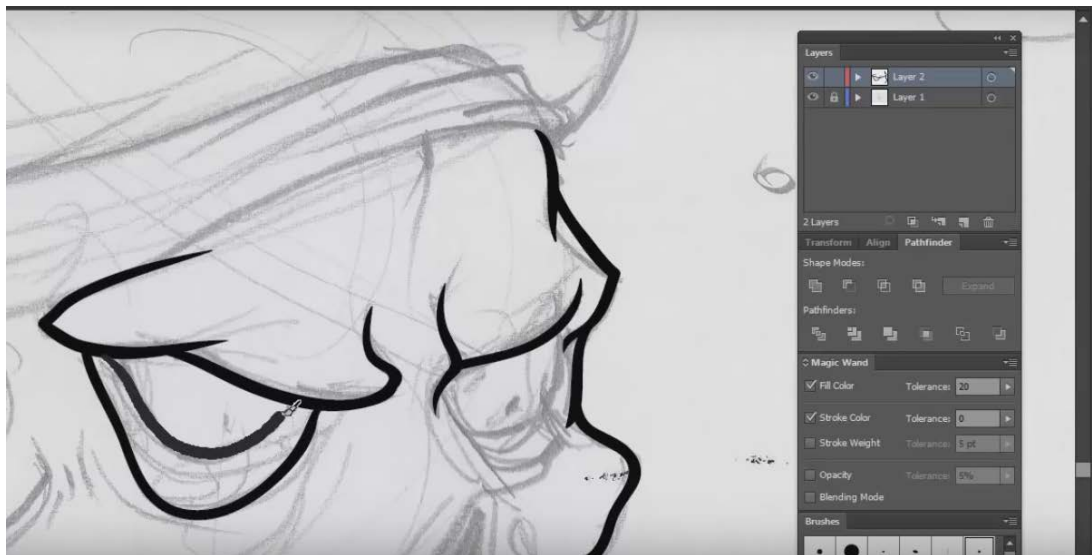 Layers
Layer 2
Layer 1
2 Layers
Transform Align Pathfinder
Shape Modes:
Expand
Pathfinders:
Magic Wand
Fill Color Tolerance: 20
Stroke Color Tolerance: 0
Stroke Weight Tolerance: 5 pt
Opacity Tolerance: 5%
Blending Mode
Brushes